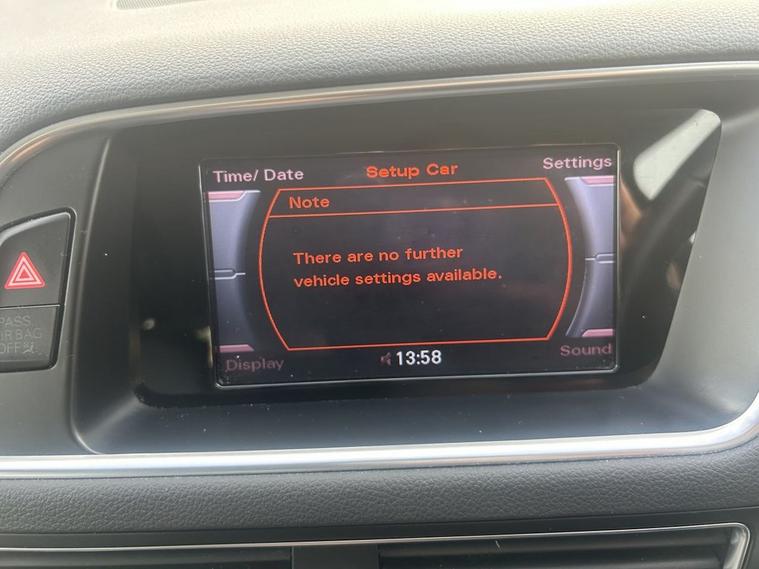 Time/ Date
Setup Car
Settings
Note
There are no further
vehicle settings available.
Display
13:58
Sound
PASS
AIR BAG
OFF